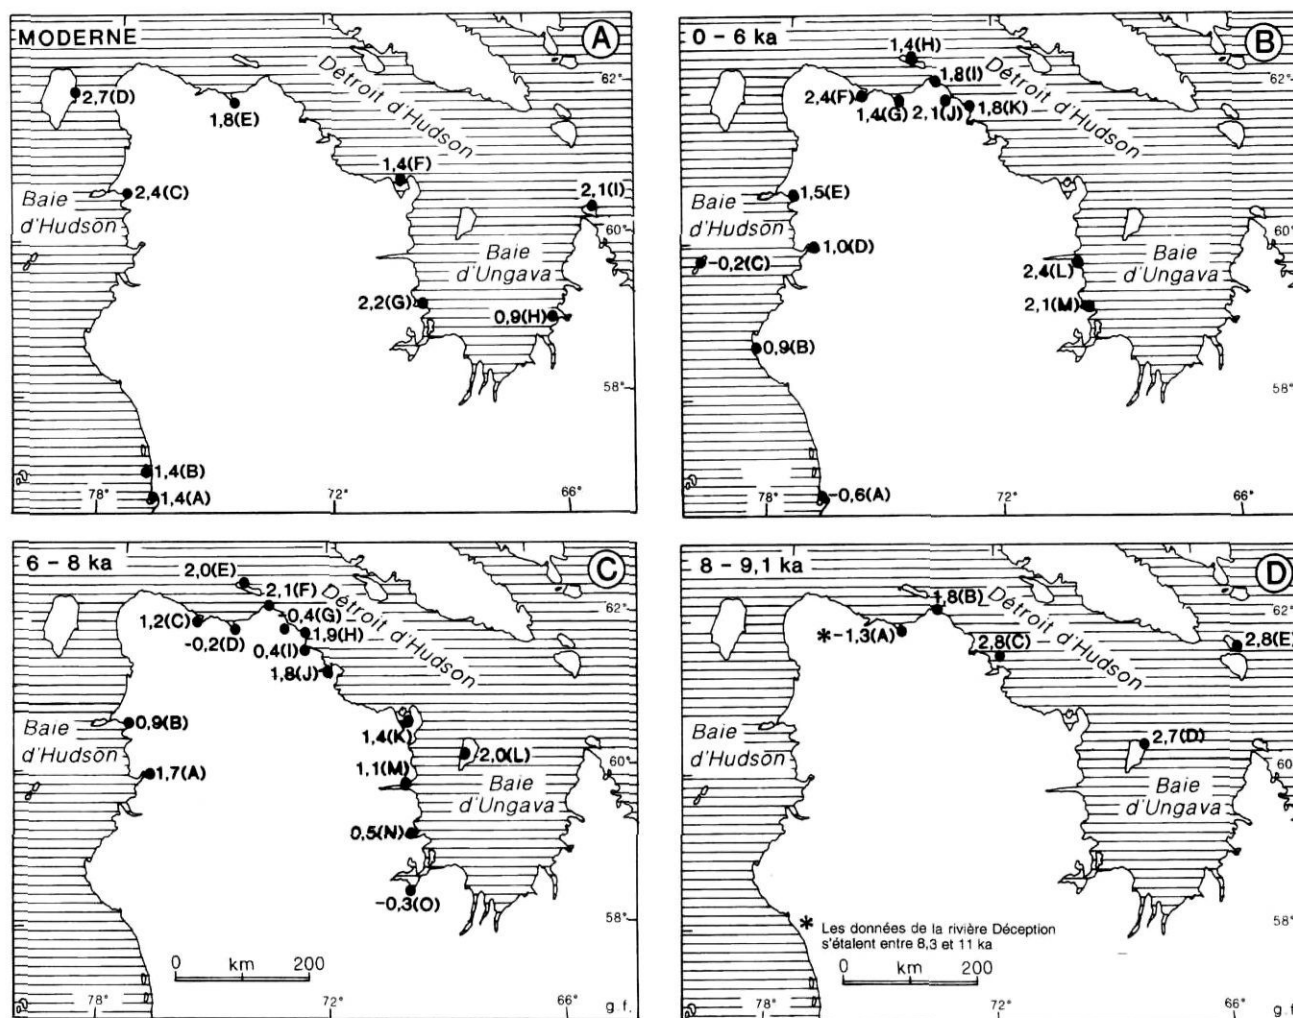 MODERNE
A
Détroit d'Hudson
62°
2,7(D)
1,8(E)
1,4(F)
2,4(C)
2,1(I)
Baie
d'Hudson
60°
Baie
d'Ungava
2,2(G)
0,9(H)
58°
1,4(B)
1,4(A)
78°
72°
66°
0 – 6 ka
B
1,4(H)
Détroit d'Hudson
62°
1,8(I)
2,4(F)
1,4(G)
2,1(J)
1,8(K)
1,5(E)
Baie
d'Hudson
60°
1,0(D)
Baie
d'Ungava
-0,2(C)
2,4(L)
2,1(M)
0,9(B)
58°
-0,6(A)
78°
72°
66°
6 – 8 ka
C
2,0(E)
2,1(F)
Détroit d'Hudson
62°
1,2(C)
0,4(G)
-0,2(D)
1,9(H)
0,4(I)
1,8(J)
0,9(B)
Baie
d'Hudson
1,4(K)
2,0(L)
60°
1,7(A)
1,1(M)
Baie
d'Ungava
0,5(N)
-0,3(O)
58°
0 km 200
78°
72°
66°
g.f.
8 – 9,1 ka
D
1,8(B)
Détroit d'Hudson
62°
*-1,3(A)
2,8(C)
2,8(E)
Baie
d'Hudson
2,7(D)
60°
Baie
d'Ungava
58°
* Les données de la rivière Déception
s'étalent entre 8,3 et 11 ka
0 km 200
78°
72°
66°
g.f.